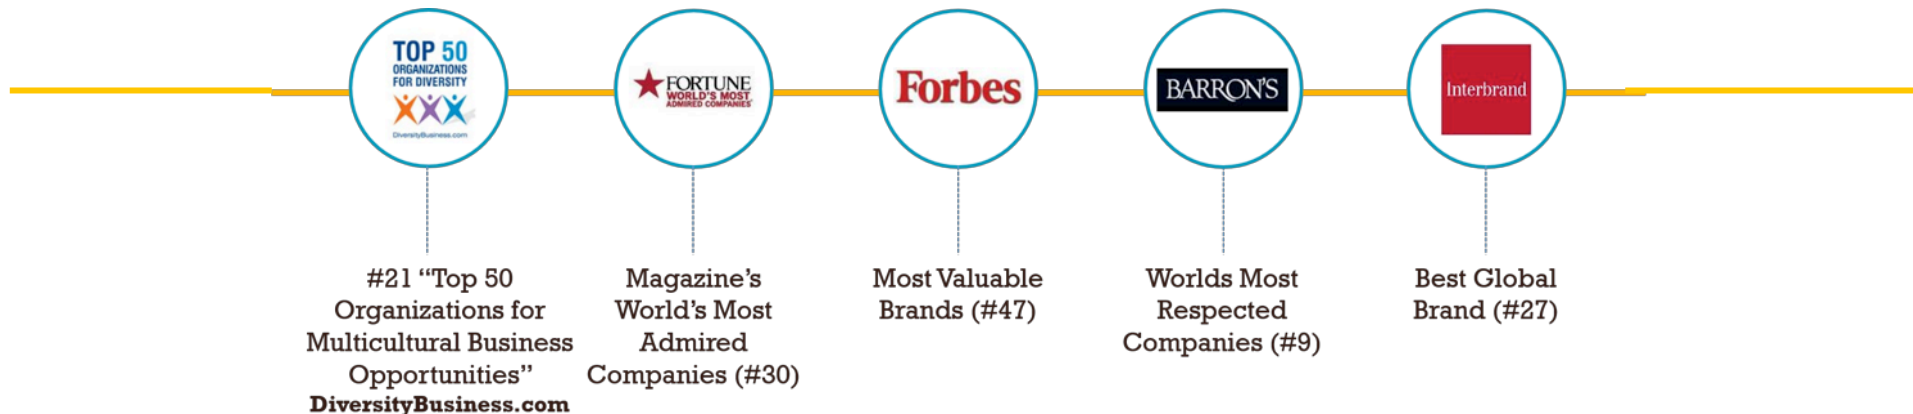 TOP 50
ORGANIZATIONS
FOR DIVERSITY
DiversityBusiness.com
FORTUNE
WORLD'S MOST
ADMIRED COMPANIES
Forbes
BARRON'S
Interbrand
#21 “Top 50
Organizations for
Multicultural Business
Opportunities”
DiversityBusiness.com
Magazine’s
World’s Most
Admired
Companies (#30)
Most Valuable
Brands (#47)
Worlds Most
Respected
Companies (#9)
Best Global
Brand (#27)